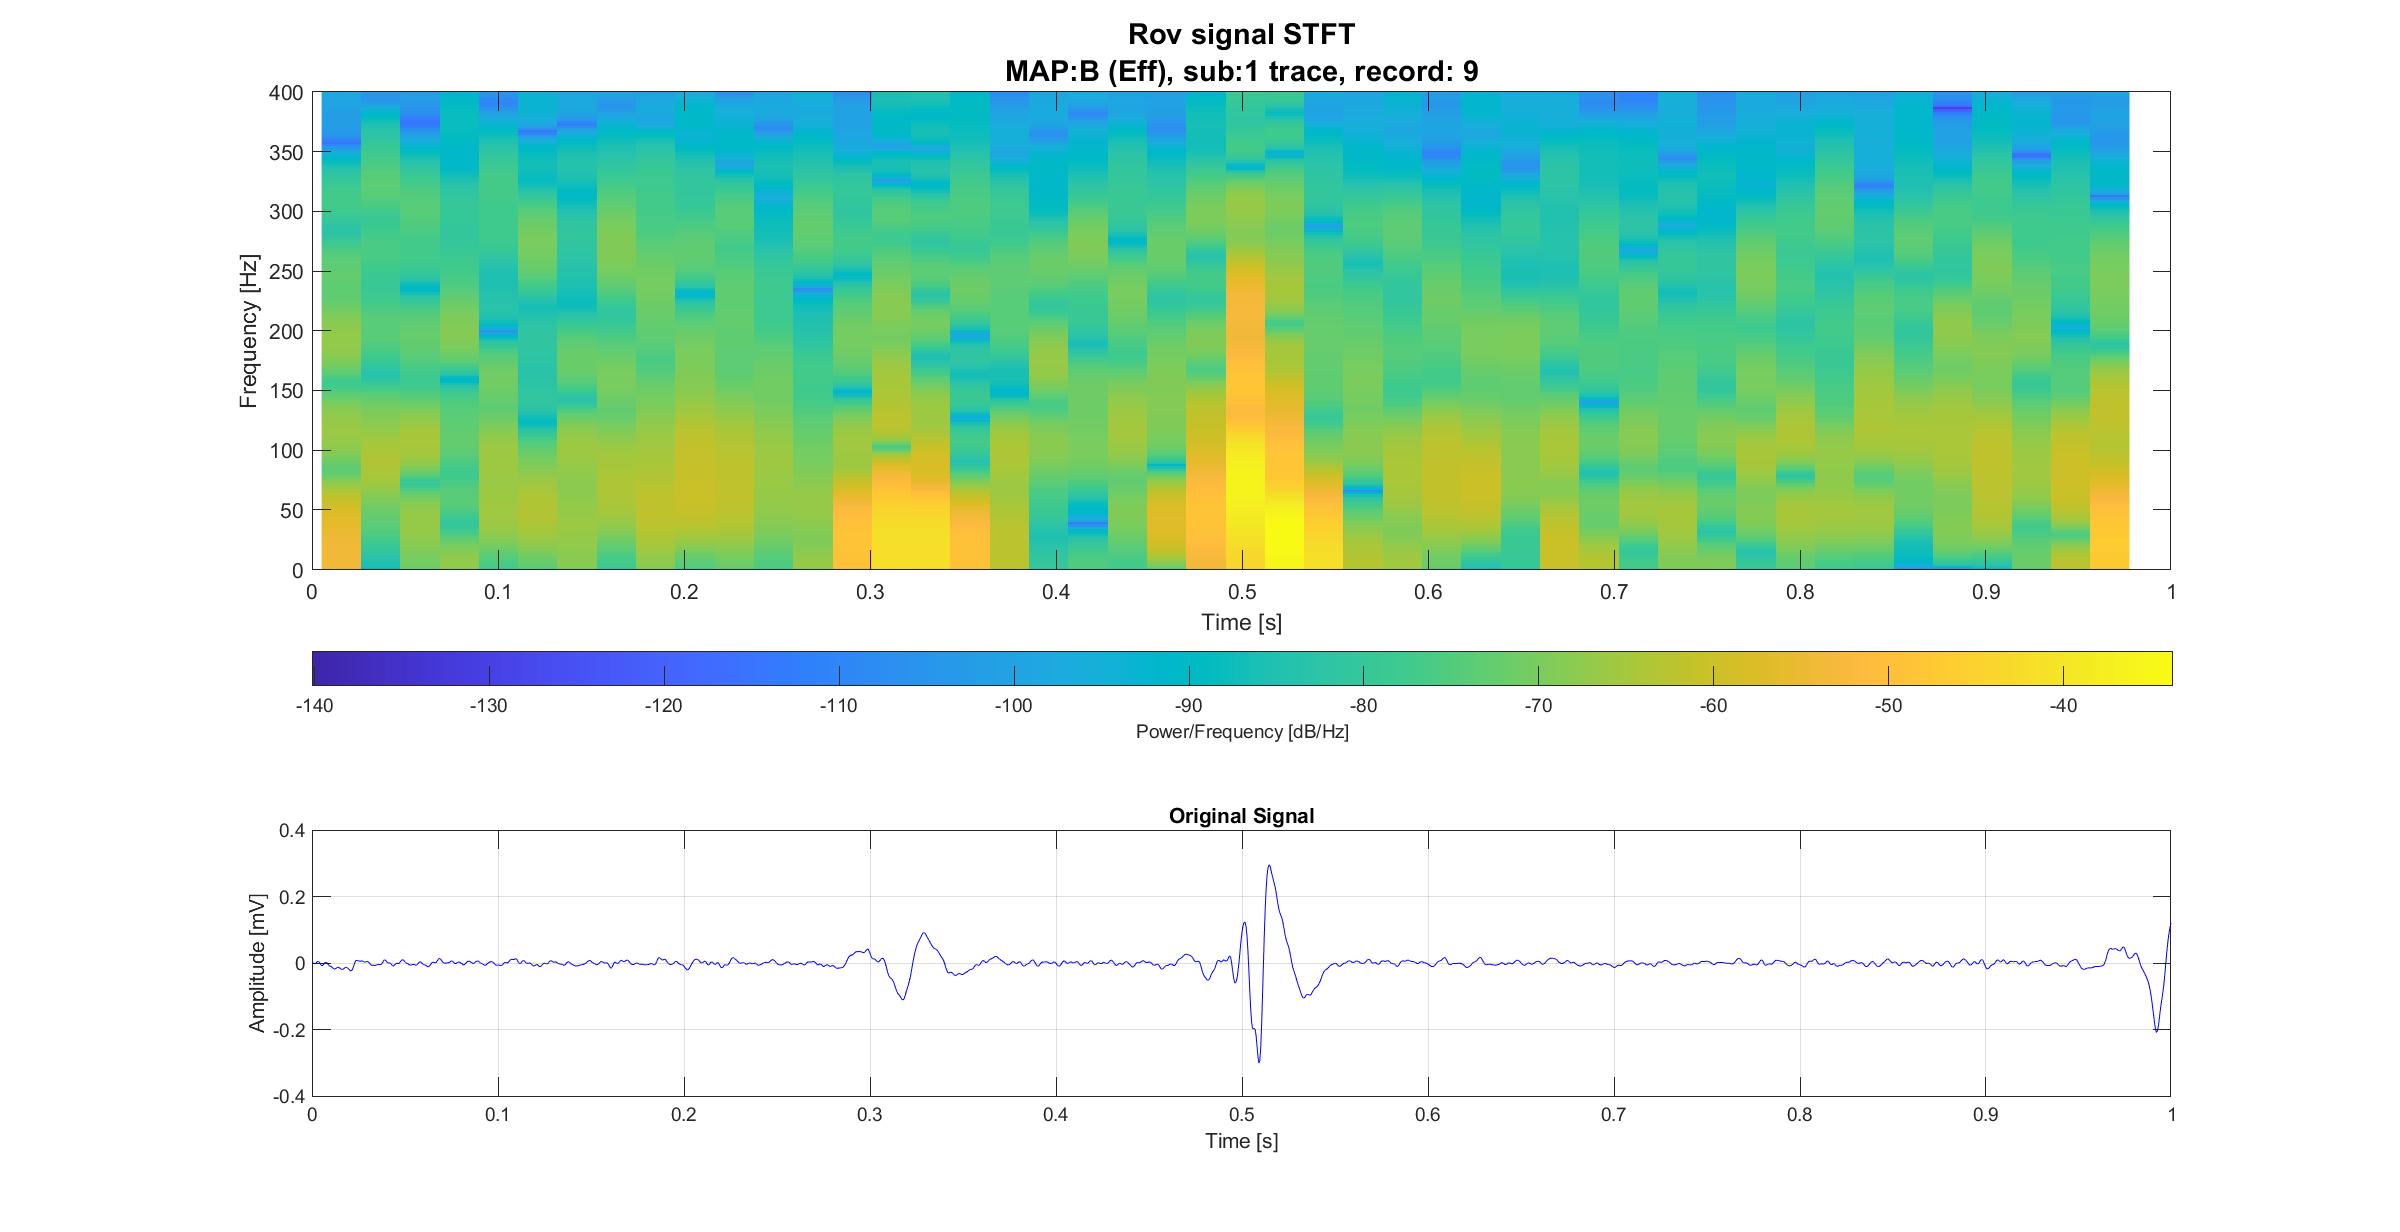 Rov signal STFT
MAP:B (Eff), sub:1 trace, record: 9
400
350
300
250
200
150
100
50
0
Frequency [Hz]
0 0.1 0.2 0.3 0.4 0.5 0.6 0.7 0.8 0.9 1
Time [s]
-140 -130 -120 -110 -100 -90 -80 -70 -60 -50 -40
Power/Frequency [dB/Hz]
Original Signal
0.4
0.2
0
-0.2
-0.4
Amplitude [mV]
0 0.1 0.2 0.3 0.4 0.5 0.6 0.7 0.8 0.9 1
Time [s]